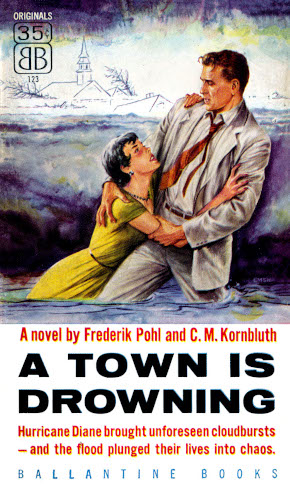 ORIGINALS
35¢
BB
123
EMSH
A novel by Frederik Pohl and C. M. Kornbluth
A TOWN IS
DROWNING
Hurricane Diane brought unforeseen cloudbursts
—and the flood plunged their lives into chaos.
BALLANTINE BOOKS